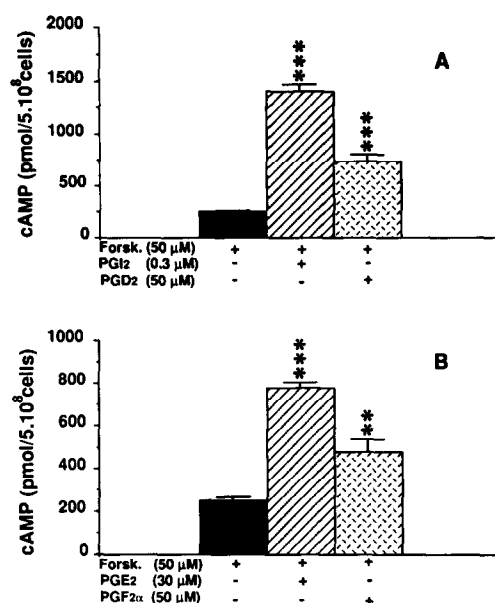 A
cAMP (pmol/5.10⁸cells)
2000
1500
1000
500
0
***
***
Forsk. (50 µM) + + +
PGI₂ (0.3 µM) - + -
PGD₂ (50 µM) - - +
B
cAMP (pmol/5.10⁸cells)
1000
800
600
400
200
0
***
**
Forsk. (50 µM) + + +
PGE₂ (30 µM) - + -
PGF₂α (50 µM) - - +